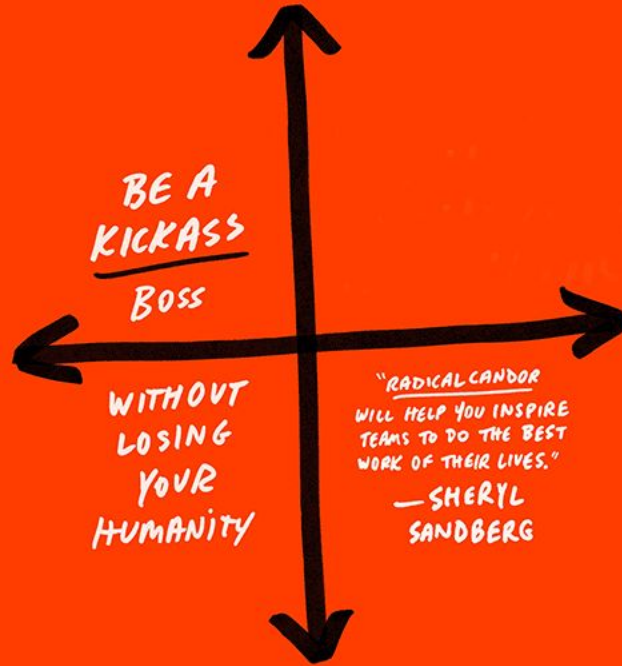 BE A
KICKASS
BOSS
WITHOUT
LOSING
YOUR
HUMANITY
"RADICAL CANDOR
WILL HELP YOU INSPIRE
TEAMS TO DO THE BEST
WORK OF THEIR LIVES."
—SHERYL
SANDBERG